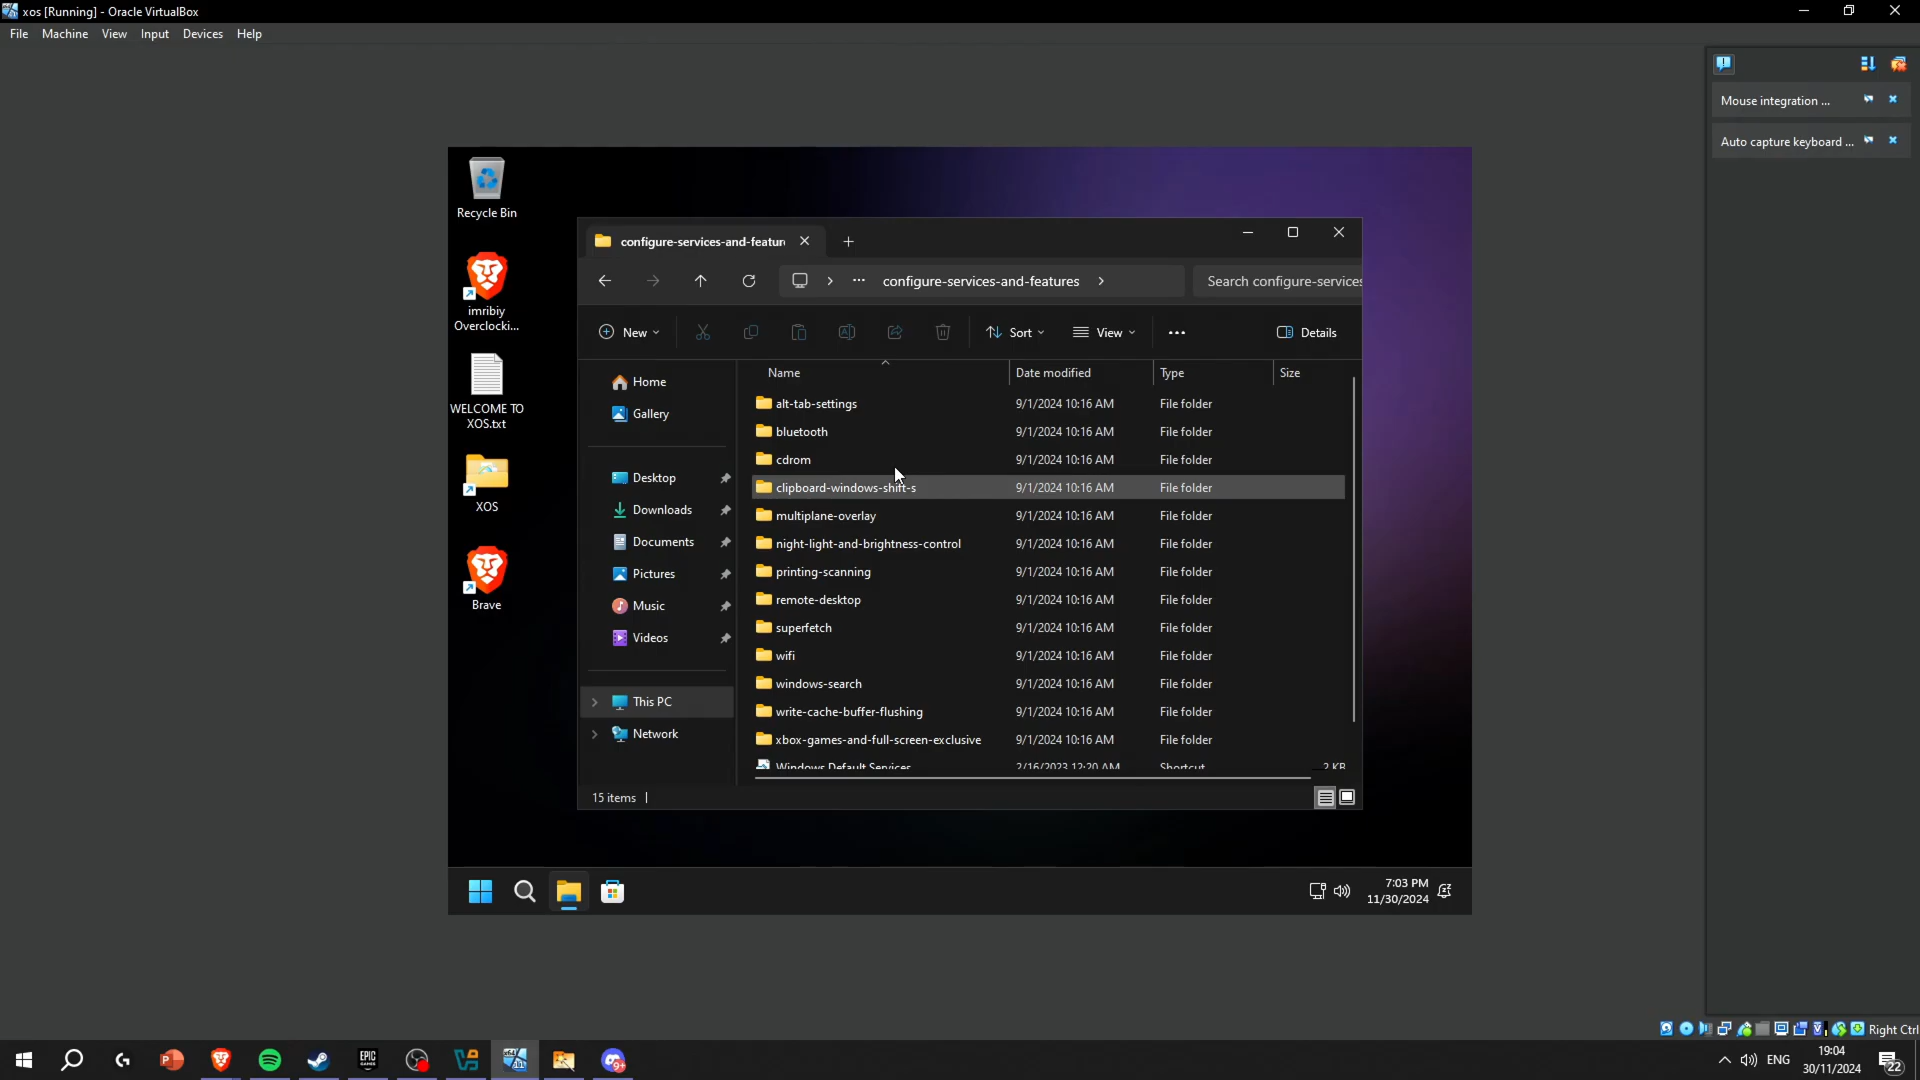 xos [Running] - Oracle VirtualBox
File Machine View Input Devices Help
Mouse integration ...
Auto capture keyboard ...
Recycle Bin
imribiy
Overclocki...
WELCOME TO
XOS.txt
XOS
Brave
configure-services-and-featur
configure-services-and-features
Search configure-services
New
Sort
View
Details
Home
Gallery
Desktop
Downloads
Documents
Pictures
Music
Videos
This PC
Network
Name Date modified Type Size
alt-tab-settings 9/1/2024 10:16 AM File folder
bluetooth 9/1/2024 10:16 AM File folder
cdrom 9/1/2024 10:16 AM File folder
clipboard-windows-shift-s 9/1/2024 10:16 AM File folder
multiplane-overlay 9/1/2024 10:16 AM File folder
night-light-and-brightness-control 9/1/2024 10:16 AM File folder
printing-scanning 9/1/2024 10:16 AM File folder
remote-desktop 9/1/2024 10:16 AM File folder
superfetch 9/1/2024 10:16 AM File folder
wifi 9/1/2024 10:16 AM File folder
windows-search 9/1/2024 10:16 AM File folder
write-cache-buffer-flushing 9/1/2024 10:16 AM File folder
xbox-games-and-full-screen-exclusive 9/1/2024 10:16 AM File folder
Windows Default Services 2/16/2023 12:20 AM Shortcut 2 KB
15 items
7:03 PM
11/30/2024
Right Ctrl
EPIC
GAMES
ENG
19:04
30/11/2024
22